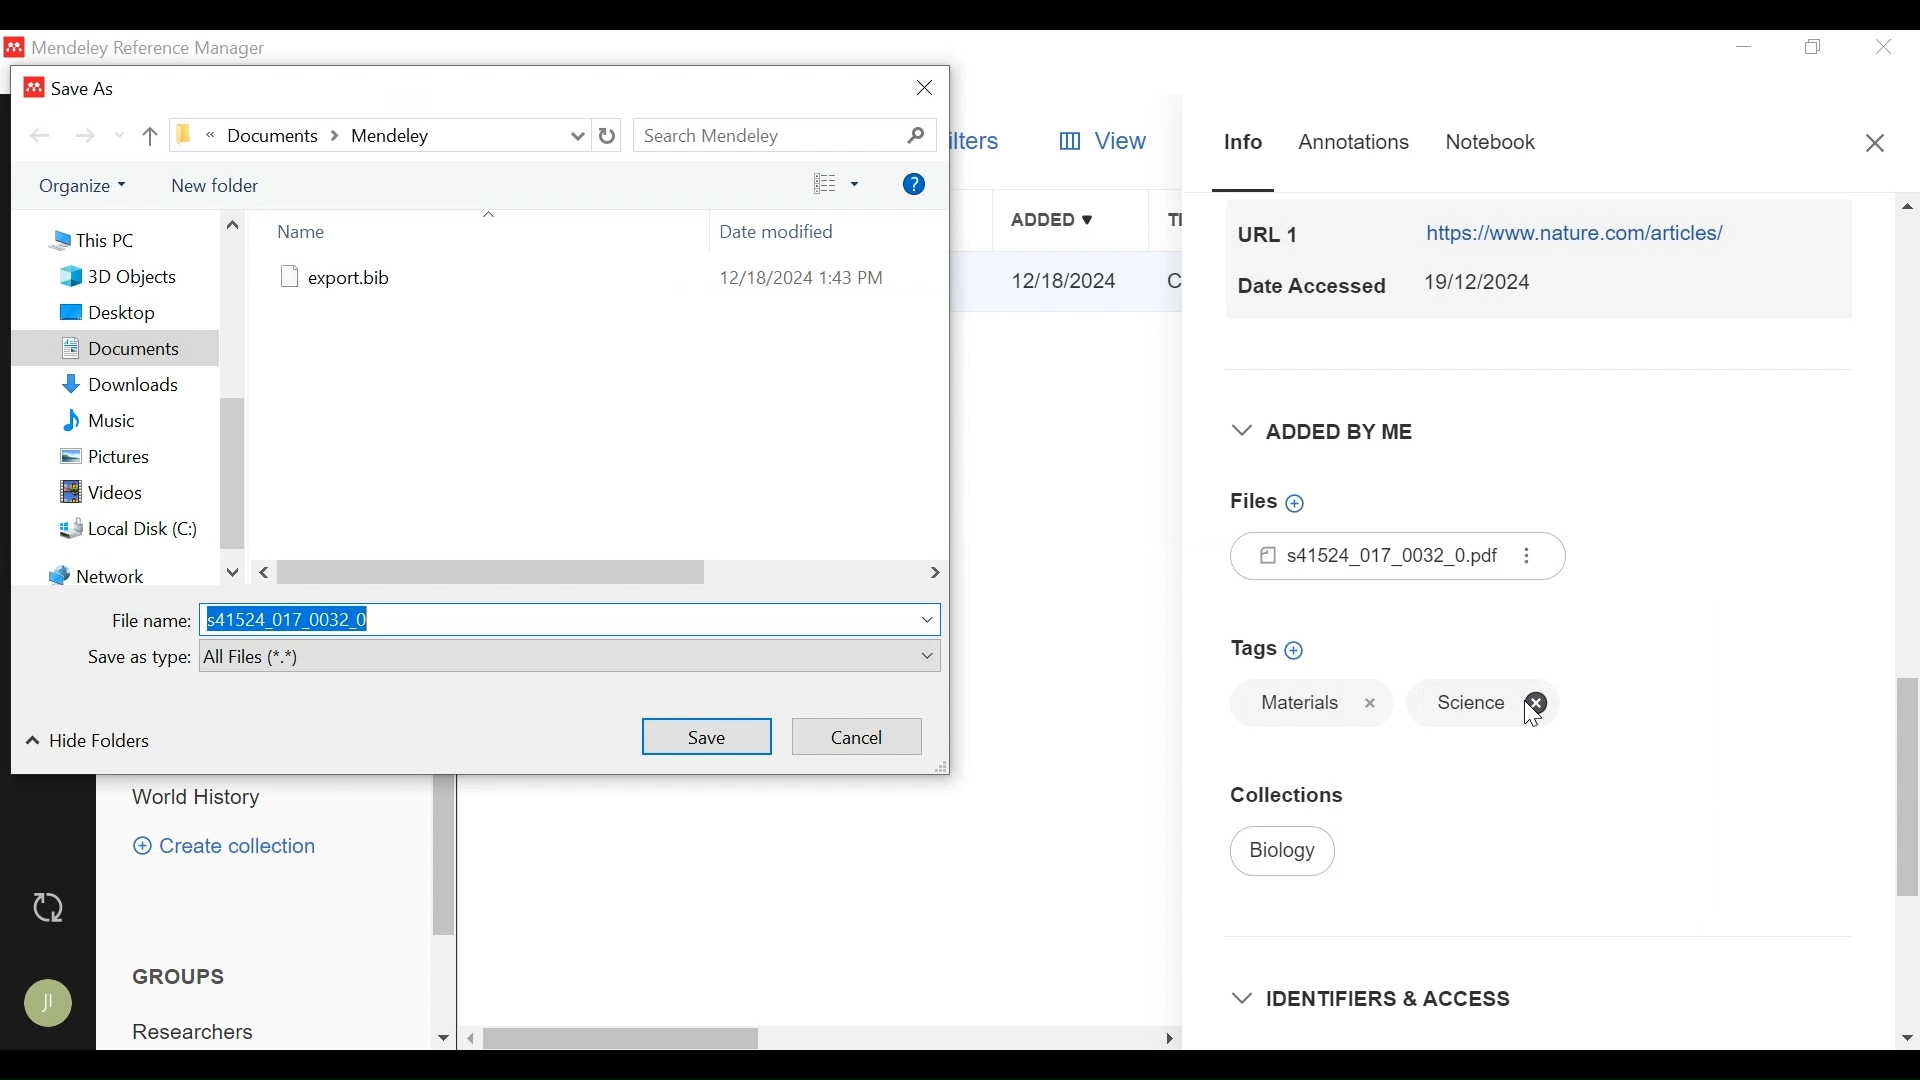 Mendeley Reference Manager
Save As
« Documents > Mendeley
Search Mendeley
Organize
New folder
?
Name
Date modified
export.bib
12/18/2024 1:43 PM
This PC
3D Objects
Desktop
Documents
Downloads
Music
Pictures
Videos
Local Disk (C:)
Network
File name: s41524_017_0032_0
Save as type: All Files (*.*)
Hide Folders
Save
Cancel
World History
Create collection
GROUPS
Researchers
JI
View
ADDED
12/18/2024
Info
Annotations
Notebook
URL 1
https://www.nature.com/articles/
Date Accessed
19/12/2024
ADDED BY ME
Files
s41524_017_0032_0.pdf
Tags
Materials
Science
Collections
Biology
IDENTIFIERS & ACCESS